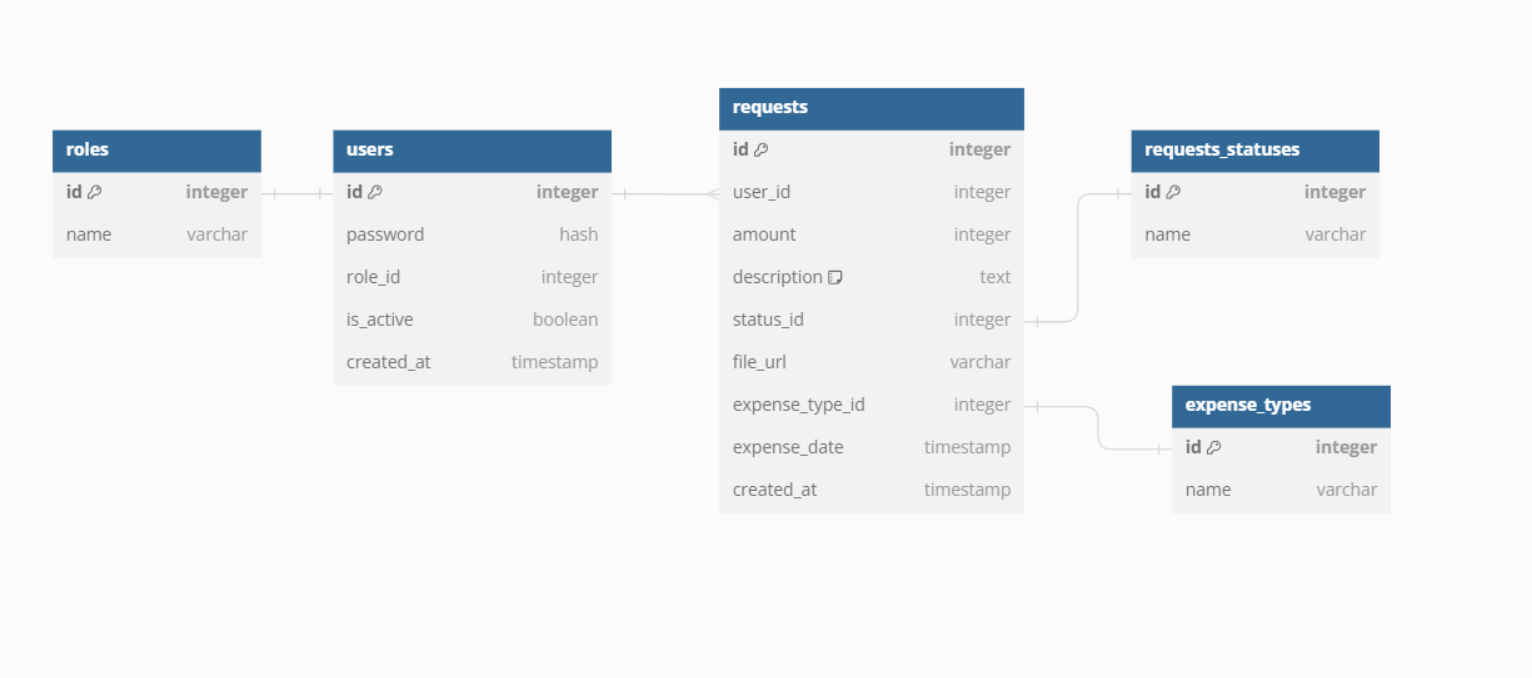 roles
id integer
name varchar
users
id integer
password hash
role_id integer
is_active boolean
created_at timestamp
requests
id integer
user_id integer
amount integer
description text
status_id integer
file_url varchar
expense_type_id integer
expense_date timestamp
created_at timestamp
requests_statuses
id integer
name varchar
expense_types
id integer
name varchar